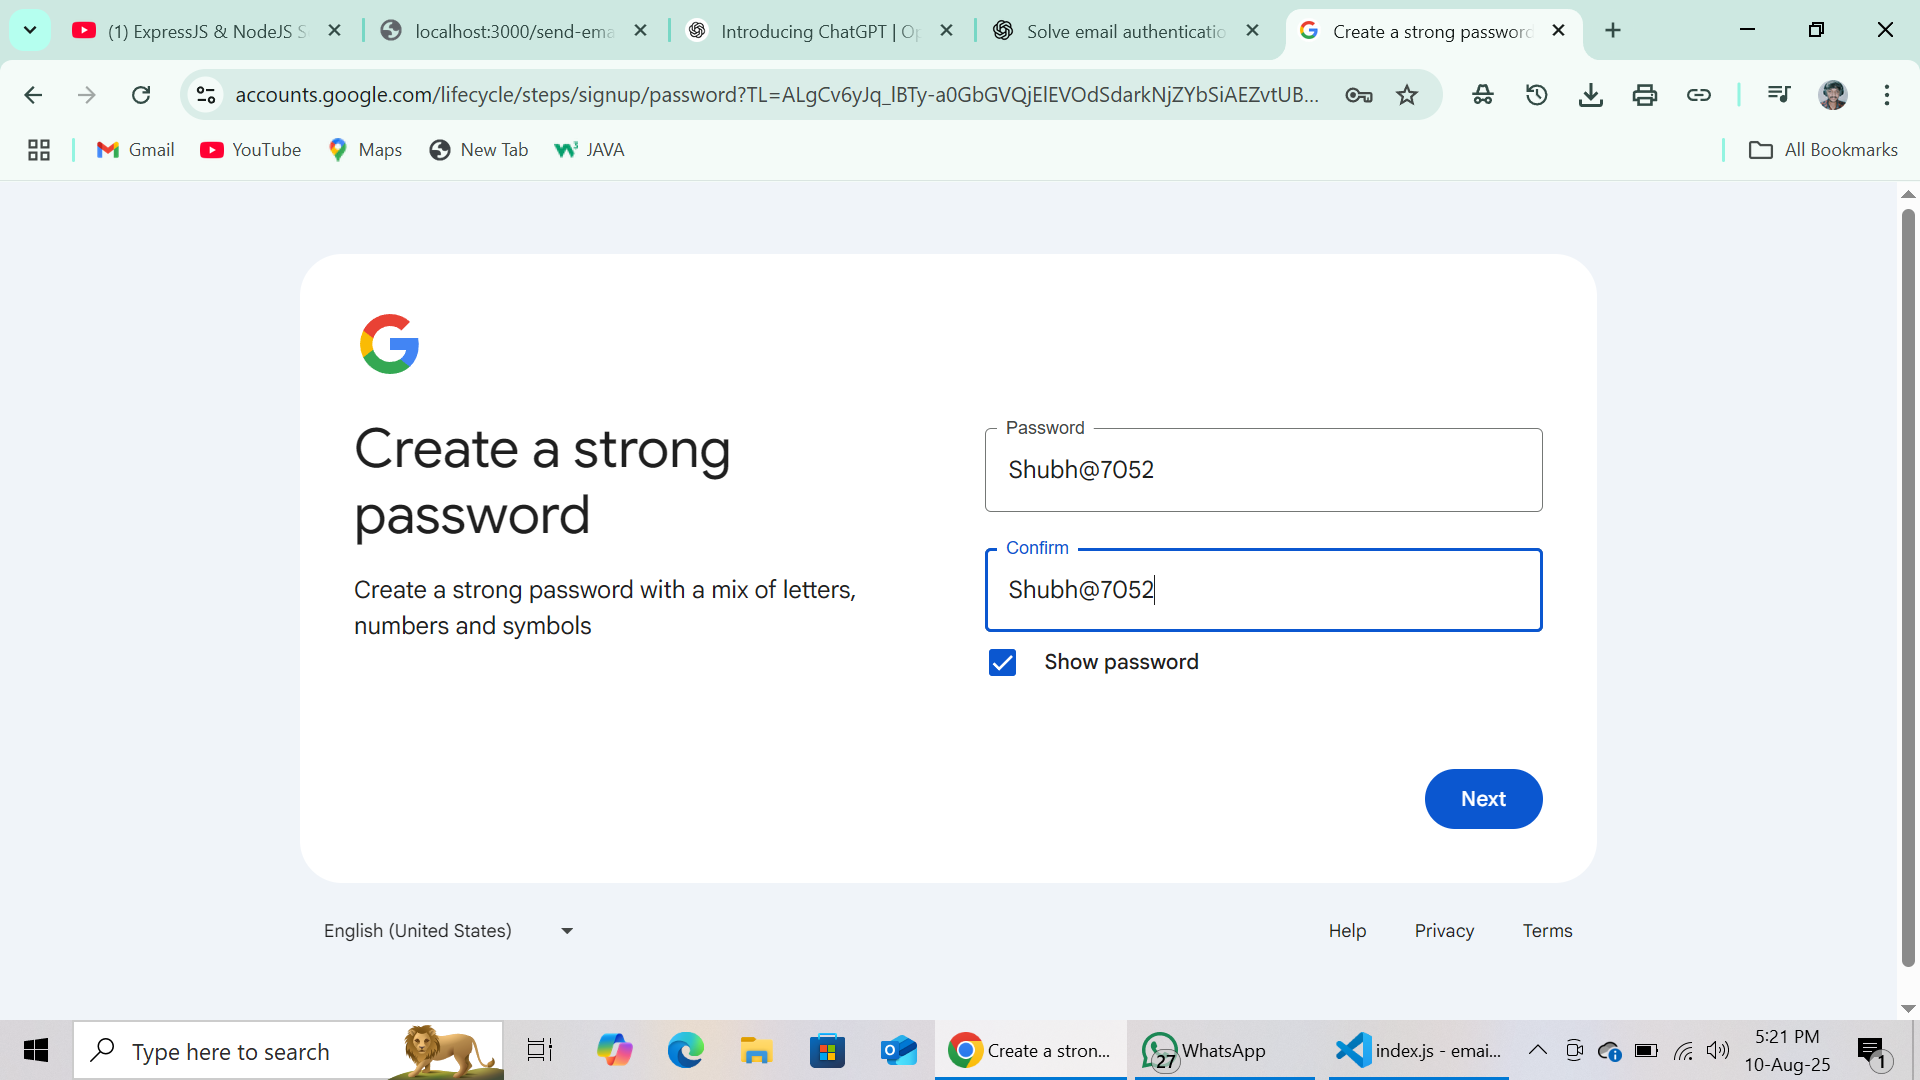 (1) ExpressJS & NodeJS S
localhost:3000/send-ema
Introducing ChatGPT | Op
Solve email authenticatio
Create a strong password
accounts.google.com/lifecycle/steps/signup/password?TL=ALgCv6yJq_lBTy-a0GbGVQjElEVOdSdarkNjZYbSiAEZvtUB...
Gmail
YouTube
Maps
New Tab
JAVA
All Bookmarks
Create a strong
password
Create a strong password with a mix of letters,
numbers and symbols
Password
Shubh@7052
Confirm
Shubh@7052
Show password
Next
English (United States)
Help
Privacy
Terms
Type here to search
Create a stron...
27
WhatsApp
index.js - emai...
5:21 PM
10-Aug-25
1